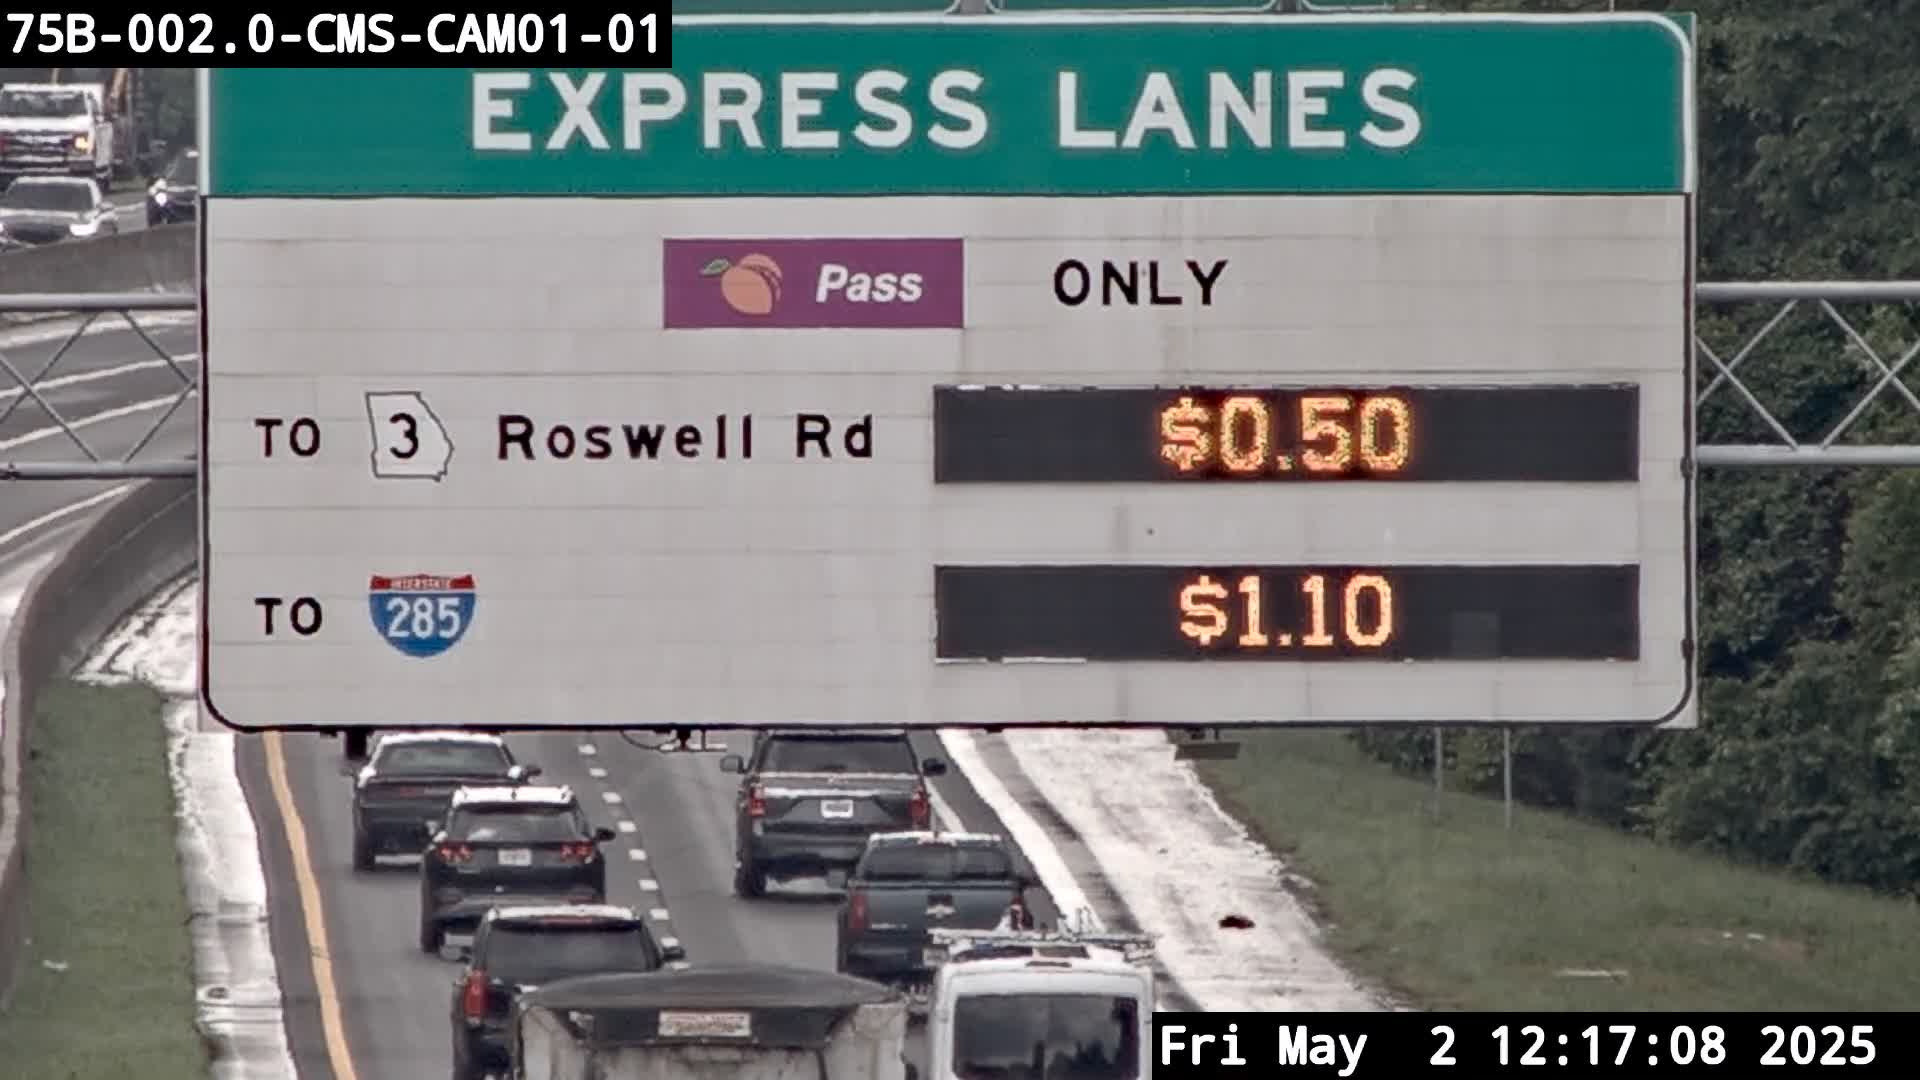 75B-002.0-CMS-CAM01-01
EXPRESS LANES
Pass ONLY
TO 3 Roswell Rd $0.50
TO INTERSTATE 285 $1.10
Fri May 2 12:17:08 2025